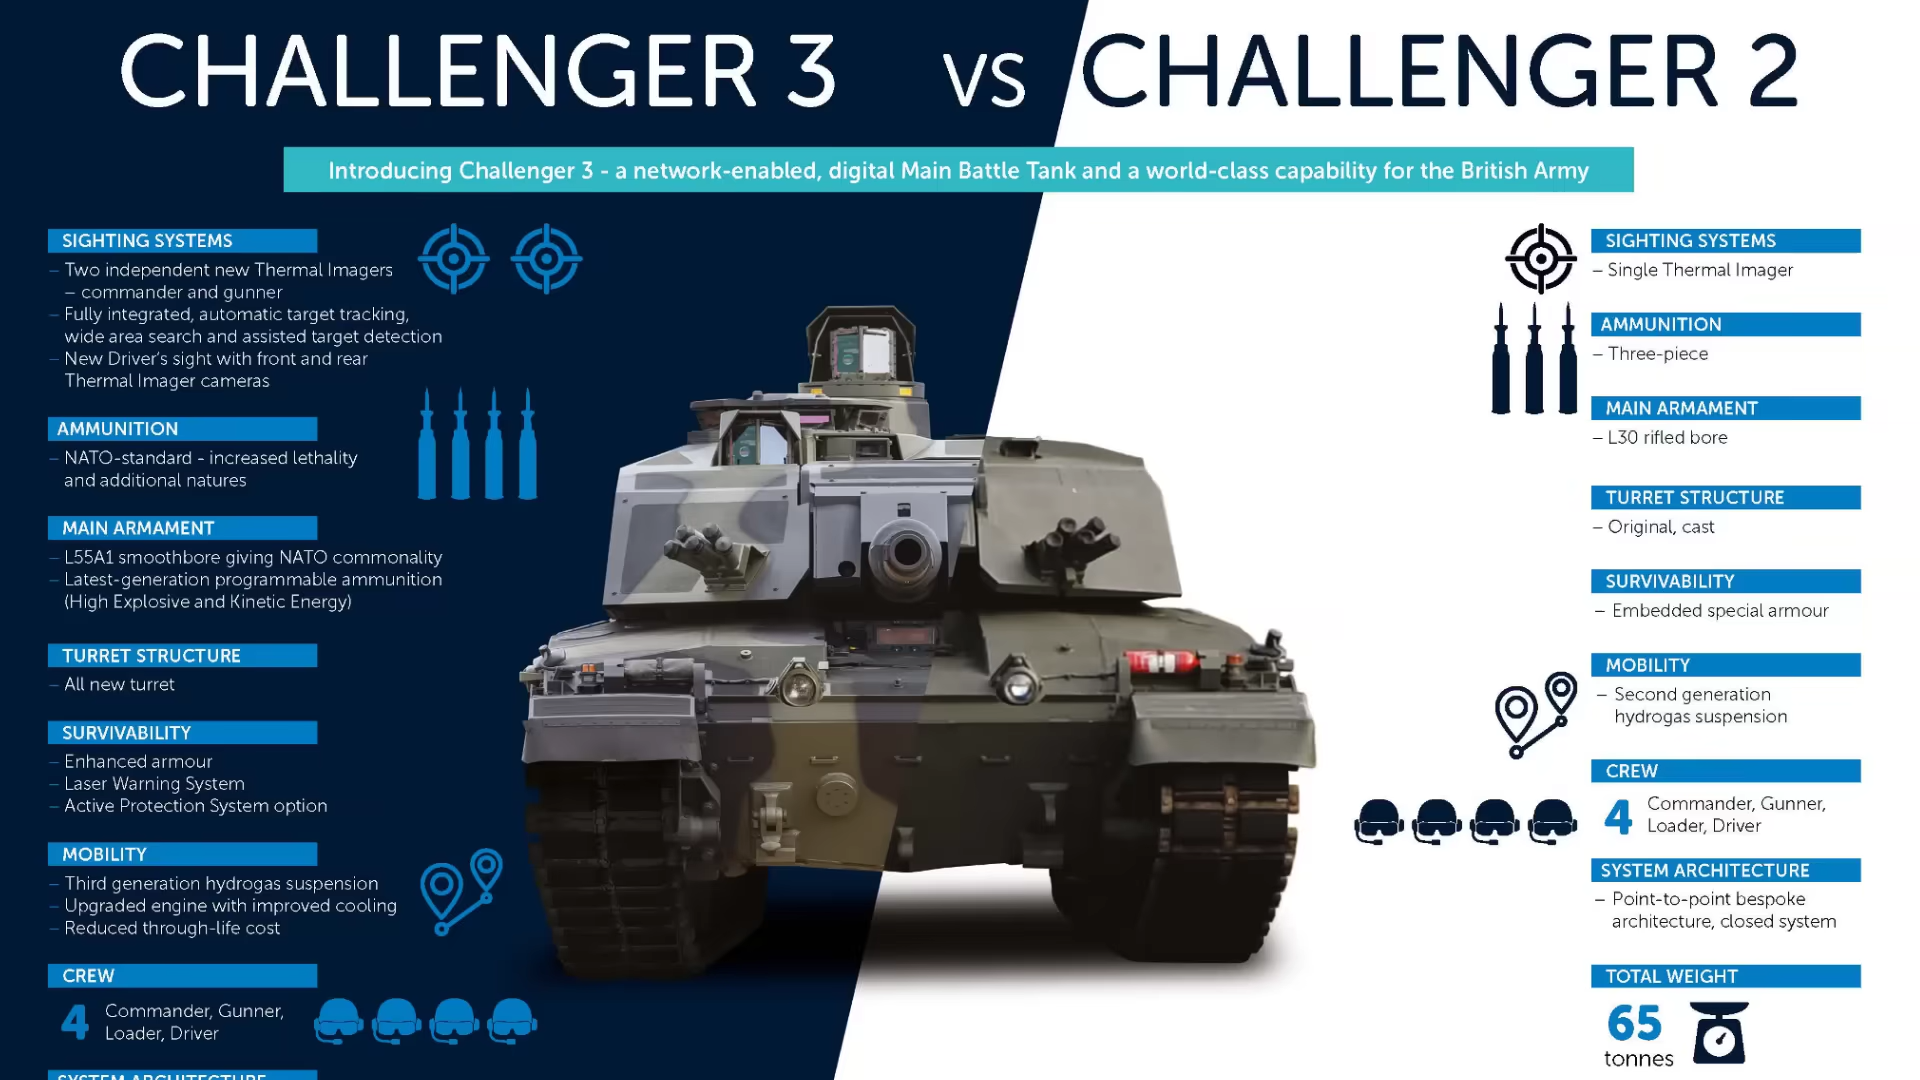 CHALLENGER 3 VS CHALLENGER 2
Introducing Challenger 3 - a network-enabled, digital Main Battle Tank and a world-class capability for the British Army
SIGHTING SYSTEMS
– Two independent new Thermal Imagers
– commander and gunner
– Fully integrated, automatic target tracking,
wide area search and assisted target detection
– New Driver's sight with front and rear
Thermal Imager cameras
AMMUNITION
– NATO-standard - increased lethality
and additional natures
MAIN ARMAMENT
– L55A1 smoothbore giving NATO commonality
– Latest-generation programmable ammunition
(High Explosive and Kinetic Energy)
TURRET STRUCTURE
– All new turret
SURVIVABILITY
– Enhanced armour
– Laser Warning System
– Active Protection System option
MOBILITY
– Third generation hydrogas suspension
– Upgraded engine with improved cooling
– Reduced through-life cost
CREW
4 Commander, Gunner,
Loader, Driver
SYSTEM ARCHITECTURE
SIGHTING SYSTEMS
– Single Thermal Imager
AMMUNITION
– Three-piece
MAIN ARMAMENT
– L30 rifled bore
TURRET STRUCTURE
– Original, cast
SURVIVABILITY
– Embedded special armour
MOBILITY
– Second generation
hydrogas suspension
CREW
4 Commander, Gunner,
Loader, Driver
SYSTEM ARCHITECTURE
– Point-to-point bespoke
architecture, closed system
TOTAL WEIGHT
65
tonnes